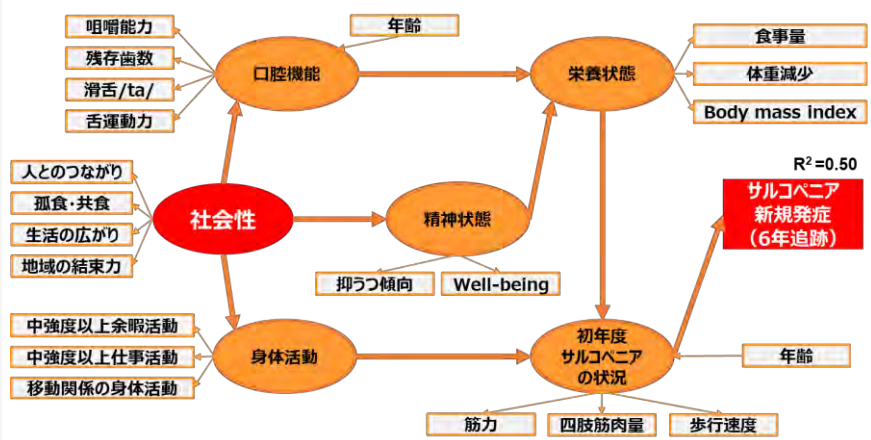 咀嚼能力
残存歯数
滑舌/ta/
舌運動力
口腔機能
年齢
栄養状態
食事量
体重減少
Body mass index
人とのつながり
孤食・共食
生活の広がり
地域の結束力
社会性
精神状態
抑うつ傾向
Well-being
R²=0.50
サルコペニア
新規発症
（6年追跡）
中強度以上余暇活動
中強度以上仕事活動
移動関係の身体活動
身体活動
初年度
サルコペニア
の状況
年齢
筋力
四肢筋肉量
歩行速度